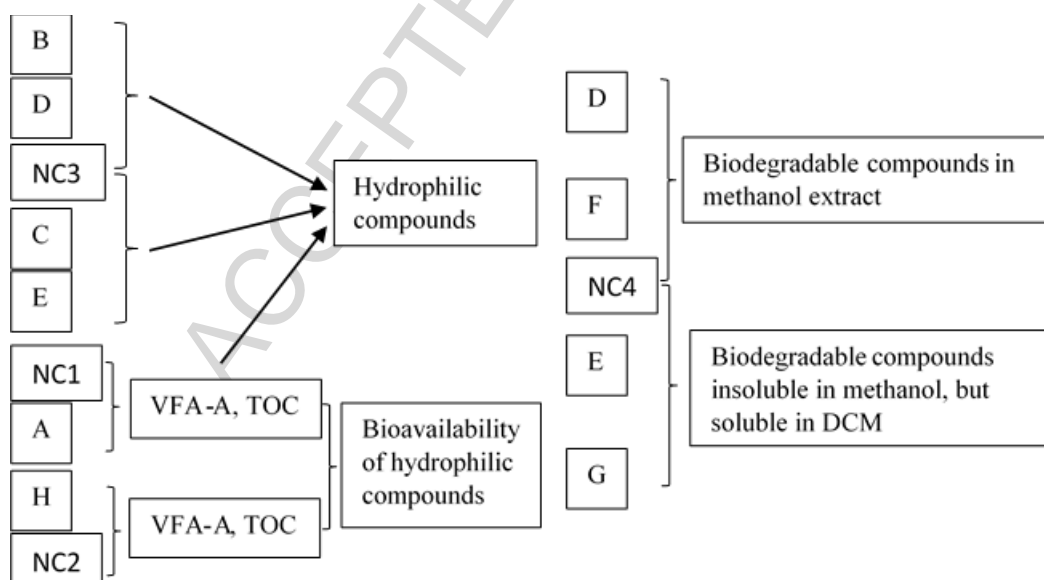 B
D
NC3
C
E
NC1
A
H
NC2
Hydrophilic
compounds
VFA-A, TOC
VFA-A, TOC
Bioavailability
of hydrophilic
compounds
D
F
NC4
E
G
Biodegradable compounds in
methanol extract
Biodegradable compounds
insoluble in methanol, but
soluble in DCM
ACCEPTE